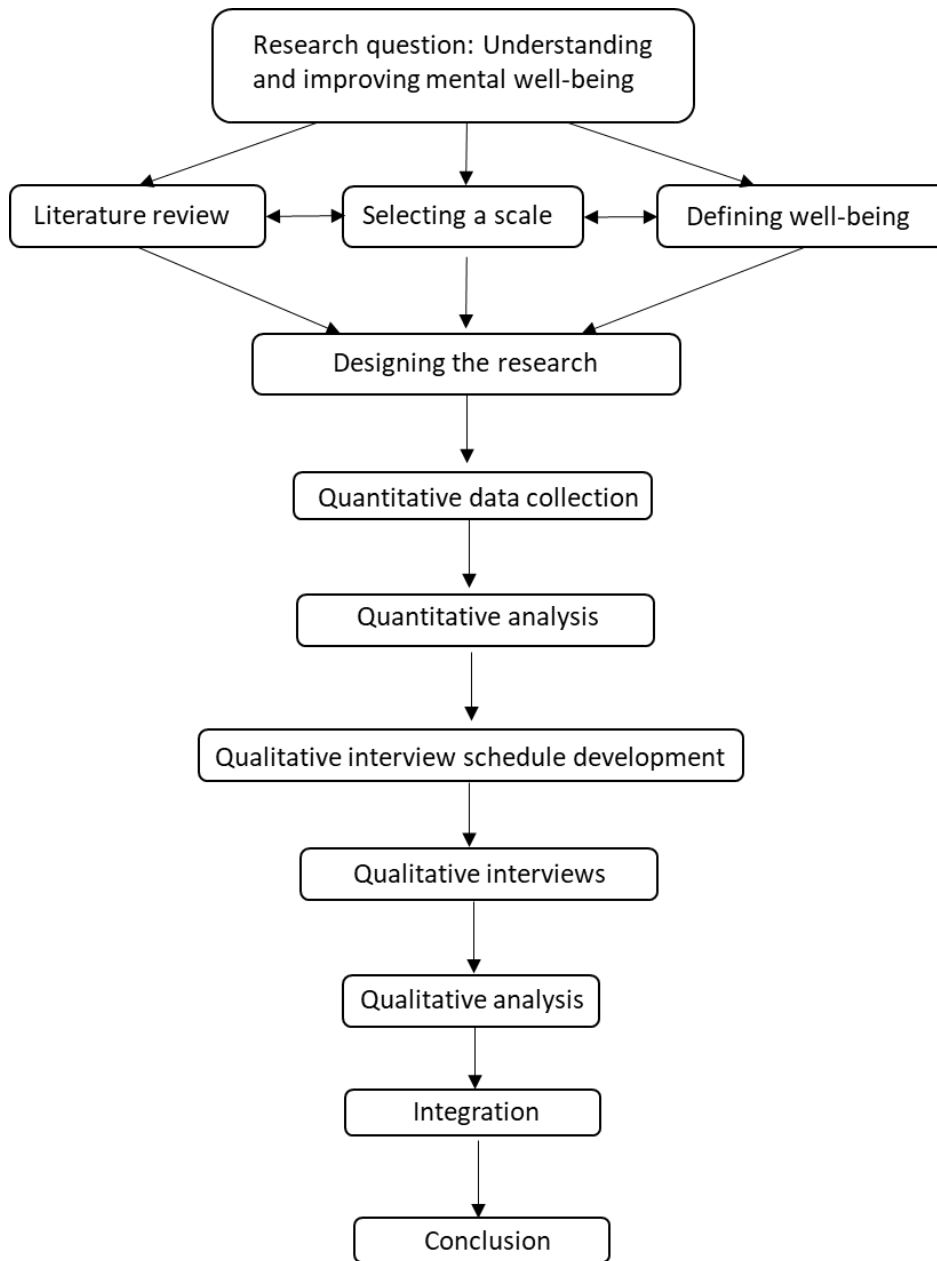 Research question: Understanding
and improving mental well-being
Literature review
Selecting a scale
Defining well-being
Designing the research
Quantitative data collection
Quantitative analysis
Qualitative interview schedule development
Qualitative interviews
Qualitative analysis
Integration
Conclusion